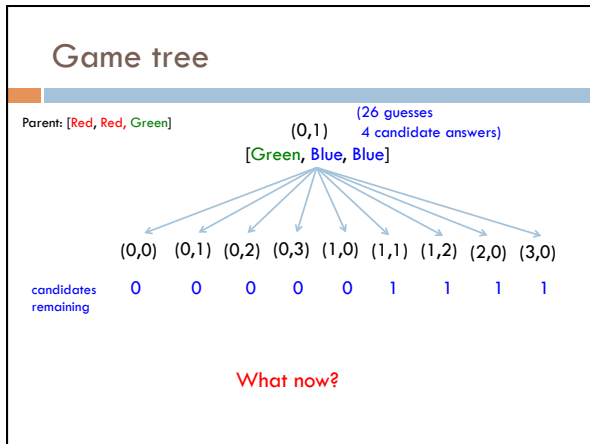 Game tree
Parent: [Red, Red, Green]
(0,1)
(26 guesses
4 candidate answers)
[Green, Blue, Blue]
(0,0) (0,1) (0,2) (0,3) (1,0) (1,1) (1,2) (2,0) (3,0)
candidates
remaining
0 0 0 0 0 1 1 1 1
What now?